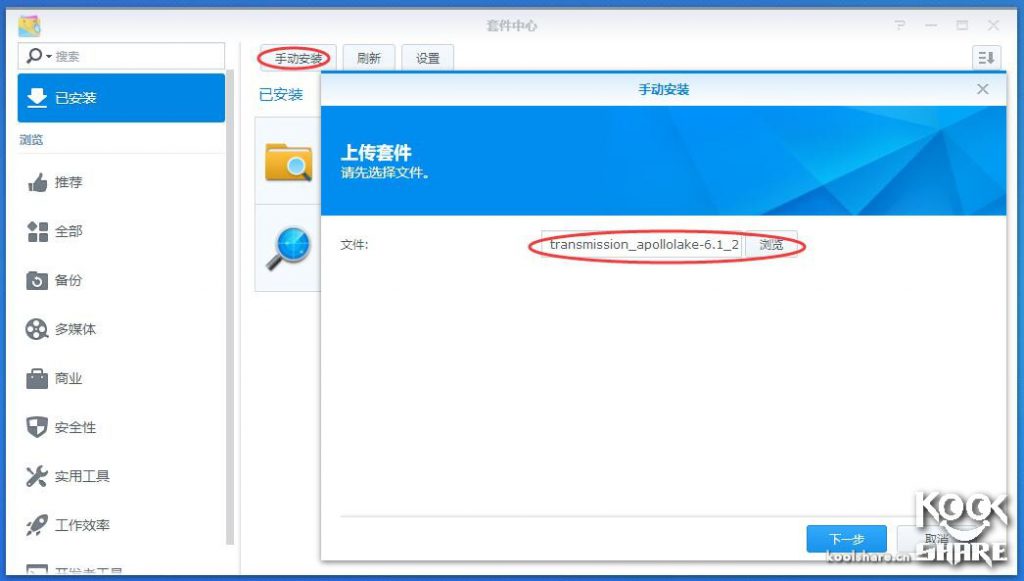 套件中心
搜索
手动安装
刷新
设置
已安装
已安装
浏览
推荐
全部
备份
多媒体
商业
安全性
实用工具
工作效率
开发者工具
手动安装
上传套件
请先选择文件。
文件:
transmission_apollolake-6.1_2
浏览
下一步
取消
koolshare.cn
KOOL
SHARE